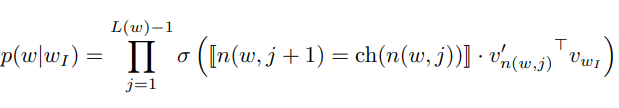 p(w|w_I) = \prod_{j=1}^{L(w)-1} \sigma \left( [\![ n(w, j+1) = \mathrm{ch}(n(w, j)) ]\!] \cdot {v'_{n(w,j)}}^\top v_{w_I} \right)